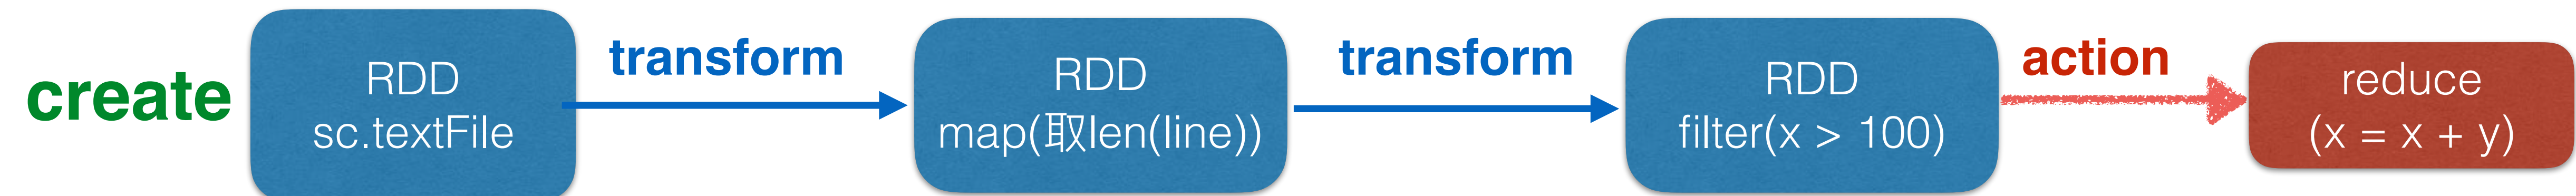 create
RDD
sc.textFile
transform
RDD
map(取len(line))
transform
RDD
filter(x > 100)
action
reduce
(x = x + y)